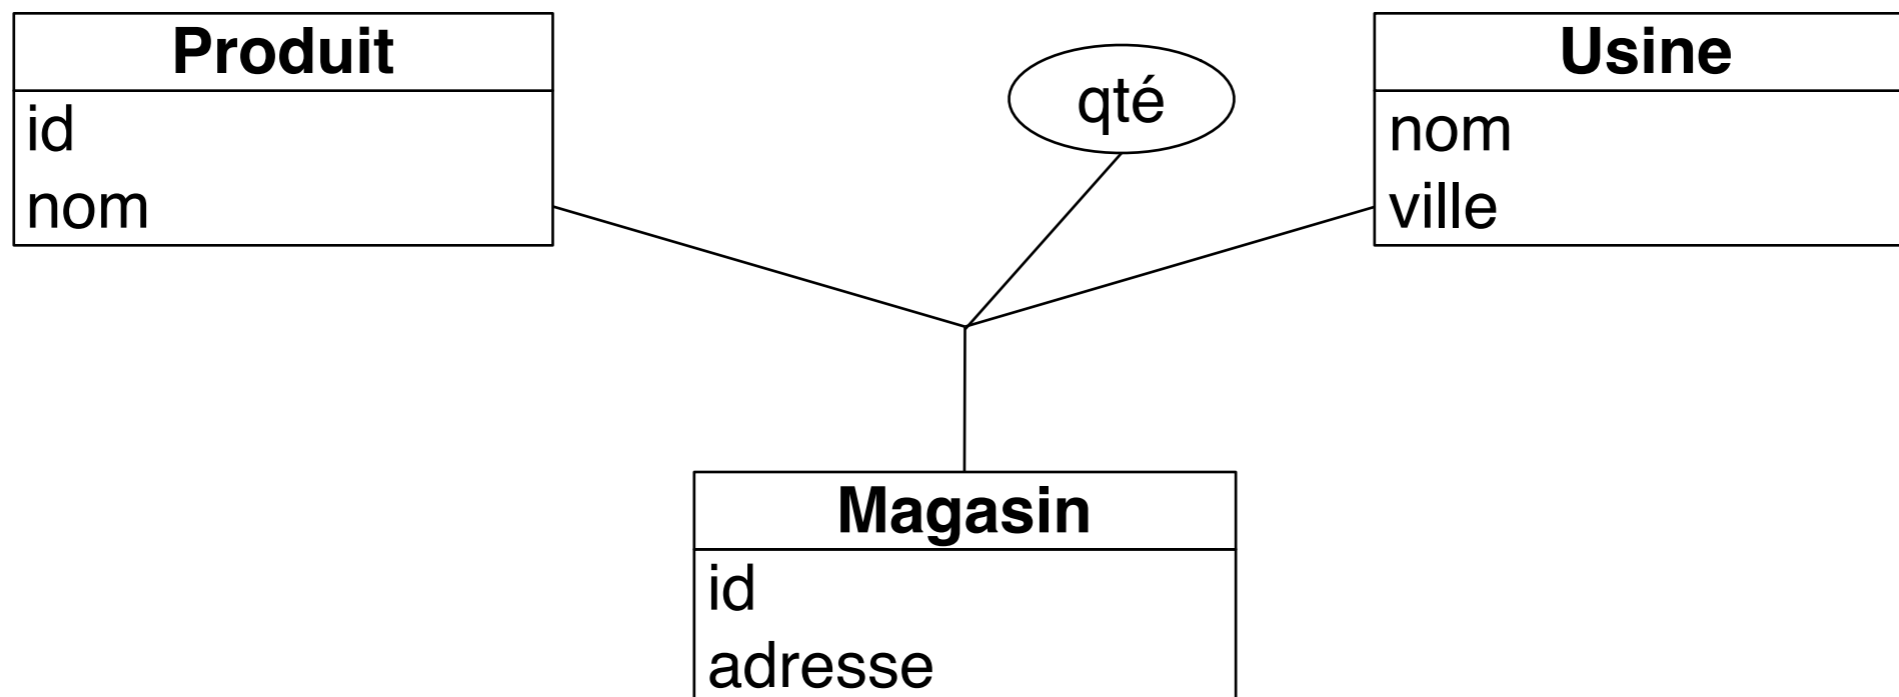 Produit
id
nom
qté
Usine
nom
ville
Magasin
id
adresse